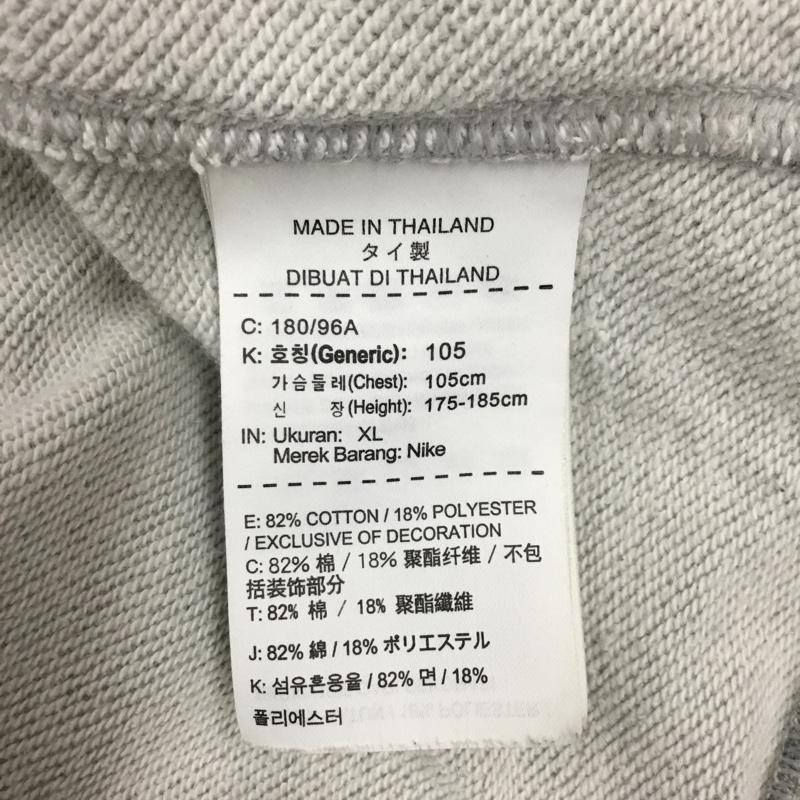 MADE IN THAILAND
タイ製
DIBUAT DI THAILAND
C: 180/96A
K: 호칭(Generic): 105
가슴둘레(Chest): 105cm
신 장(Height): 175-185cm
IN: Ukuran: XL
Merek Barang: Nike
E: 82% COTTON / 18% POLYESTER
/ EXCLUSIVE OF DECORATION
C: 82% 棉 / 18% 聚酯纤维 / 不包
括装饰部分
T: 82% 棉 / 18% 聚酯纖維
J: 82% 綿 / 18% ポリエステル
K: 섬유혼용율 / 82% 면 / 18%
폴리에스터